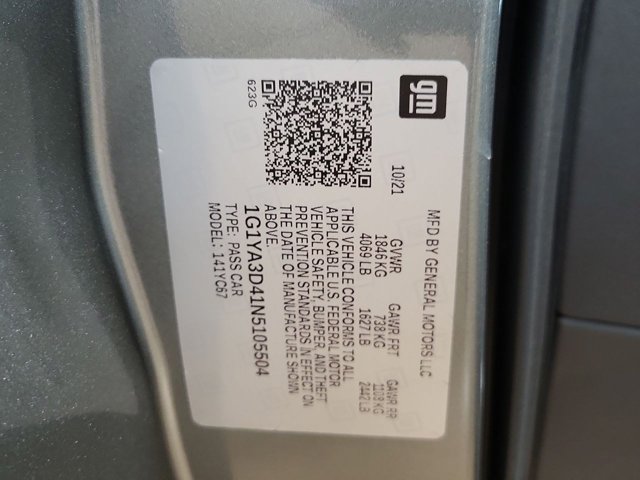 gm
MFD BY GENERAL MOTORS LLC
10/21 GVWR GAWR FRT GAWR RR
1846 KG 738 KG 1108 KG
4069 LB 1627 LB 2442 LB
THIS VEHICLE CONFORMS TO ALL
APPLICABLE U.S. FEDERAL MOTOR
VEHICLE SAFETY, BUMPER, AND THEFT
PREVENTION STANDARDS IN EFFECT ON
THE DATE OF MANUFACTURE SHOWN
ABOVE.
1G1YA3D41N5105504
TYPE: PASS CAR
MODEL: 141YC67
623G